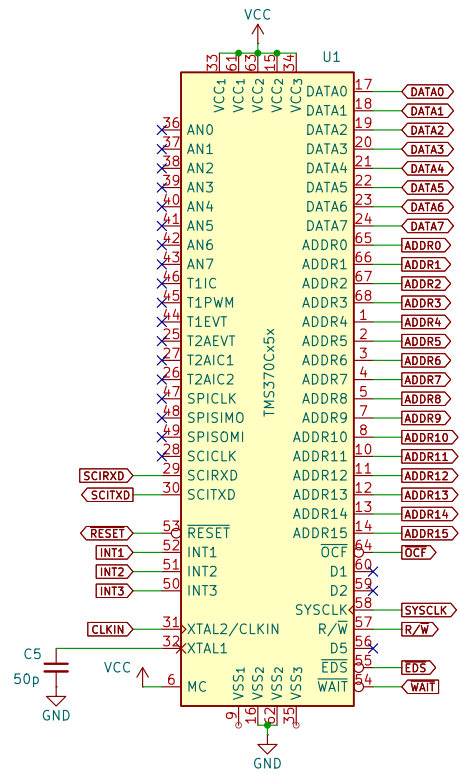 VCC
U1
33 61 63 15 34
VCC1 VCC1 VCC2 VCC2 VCC3
DATA0 17 DATA0
DATA1 18 DATA1
36 AN0 DATA2 19 DATA2
37 AN1 DATA3 20 DATA3
38 AN2 DATA4 21 DATA4
39 AN3 DATA5 22 DATA5
40 AN4 DATA6 23 DATA6
41 AN5 DATA7 24 DATA7
42 AN6 ADDR0 65 ADDR0
43 AN7 ADDR1 66 ADDR1
46 T1IC ADDR2 67 ADDR2
45 T1PWM ADDR3 68 ADDR3
44 T1EVT ADDR4 1 ADDR4
25 T2AEVT ADDR5 2 ADDR5
27 T2AIC1 ADDR6 3 ADDR6
26 T2AIC2 ADDR7 4 ADDR7
TMS370Cx5x
47 SPICLK ADDR8 5 ADDR8
48 SPISIMO ADDR9 7 ADDR9
49 SPISOMI ADDR10 8 ADDR10
28 SCICLK ADDR11 10 ADDR11
SCIRXD 29 SCIRXD ADDR12 11 ADDR12
SCITXD 30 SCITXD ADDR13 12 ADDR13
ADDR14 13 ADDR14
RESET 53 RESET ADDR15 14 ADDR15
INT1 52 INT1 OCF 64 OCF
INT2 51 INT2 D1 60
INT3 50 INT3 D2 59
SYSCLK 58 SYSCLK
CLKIN 31 XTAL2/CLKIN R/W 57 R/W
C5 32 XTAL1 D5 56
VCC EDS 55 EDS
50p 6 MC WAIT 54 WAIT
VSS1 VSS2 VSS2 VSS3
9 16 62 35
GND
GND